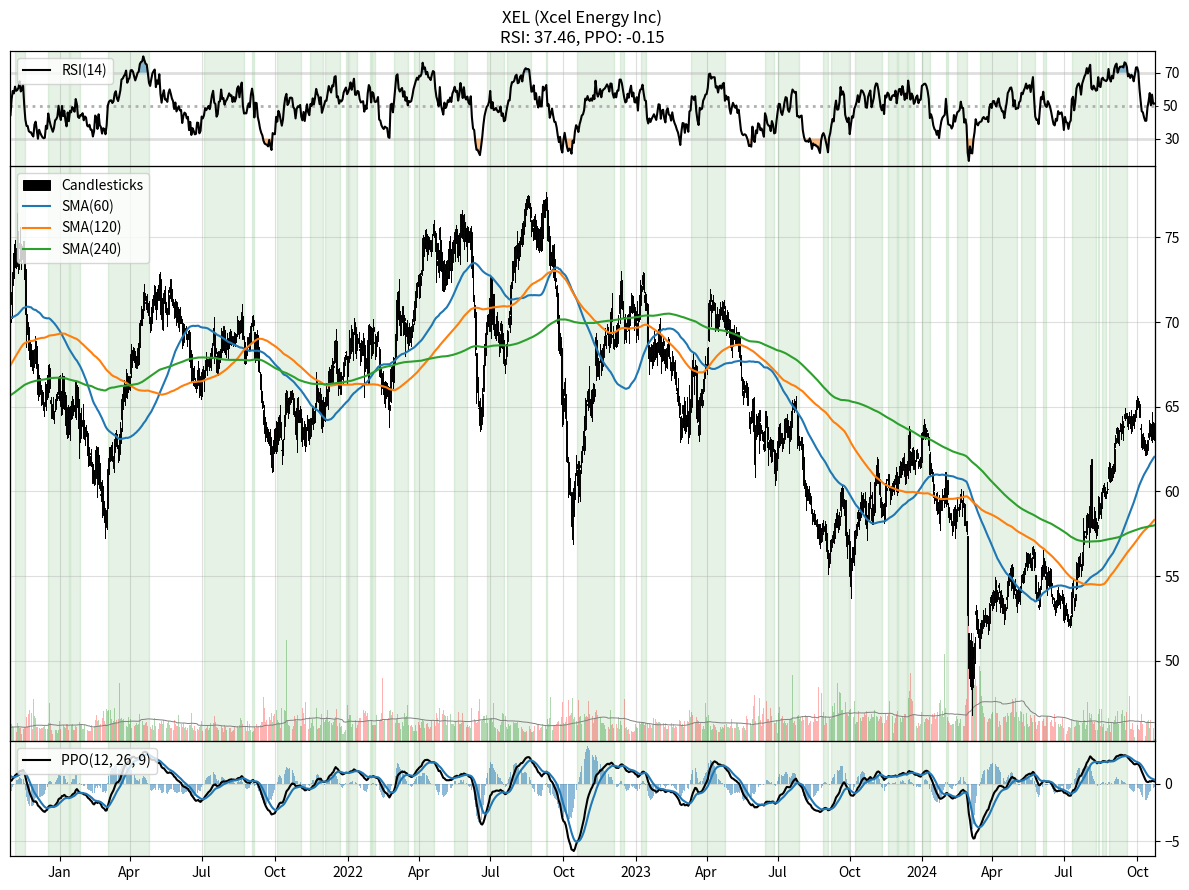 XEL (Xcel Energy Inc)
RSI: 37.46, PPO: -0.15
RSI(14)
70
50
30
Candlesticks
SMA(60)
SMA(120)
SMA(240)
75
70
65
60
55
50
PPO(12, 26, 9)
0
−5
Jan Apr Jul Oct 2022 Apr Jul Oct 2023 Apr Jul Oct 2024 Apr Jul Oct